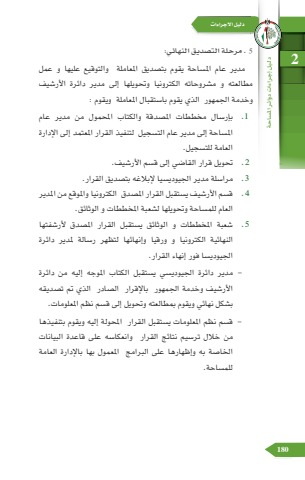 دليل الاجراءات
2
دليل إجراءات دوائر المساحة
5 . مرحلة التصديق النهائي:
مدير عام المساحة يقوم بتصديق المعاملة والتوقيع عليها و عمل
مطالعته و مشروحاته الكترونيا وتحويلها إلى مدير دائرة الأرشيف
وخدمة الجمهور الذي يقوم باستقبال المعاملة ويقوم :
1. بإرسال مخططات المصدقة والكتاب المحمول من مدير عام
المساحة إلى مدير عام التسجيل لتنفيذ القرار المعتمد إلى الإدارة
العامة للتسجيل.
2. تحويل قرار القاضي إلى قسم الأرشيف.
3. مراسلة مدير الجيوديسيا لإبلاغه بتصديق القرار.
4. قسم الأرشيف يستقبل القرار المصدق الكترونيا والموقع من المدير
العام للمساحة وتحويلها لشعبة المخططات و الوثائق.
5. شعبة المخططات و الوثائق يستقبل القرار المصدق لأرشفتها
النهائية الكترونيا و ورقيا وإنهائها لتظهر رسالة لمدير دائرة
الجيوديسا فور إنهاء القرار.
- مدير دائرة الجيوديسي يستقبل الكتاب الموجه إليه من دائرة
الأرشيف وخدمة الجمهور بالإقرار الصادر الذي تم تصديقه
بشكل نهائي ويقوم بمطالعته وتحويل إلى قسم نظم المعلومات.
- قسم نظم المعلومات يستقبل القرار المحولة إليه ويقوم بتنفيذها
من خلال ترسيم نتائج القرار وانعكاسه على قاعدة البيانات
الخاصة به وإظهارها على البرامج المعمول بها بالإدارة العامة
للمساحة.
180